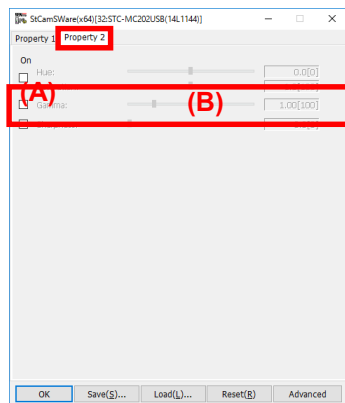 StCamSWare(x64)[32:STC-MC202USB(14L1144)]
Property 1 Property 2
On
Hue: 0.0[0]
(A) Gamma: (B) 1.00[100]
OK Save(S)... Load(L)... Reset(R) Advanced